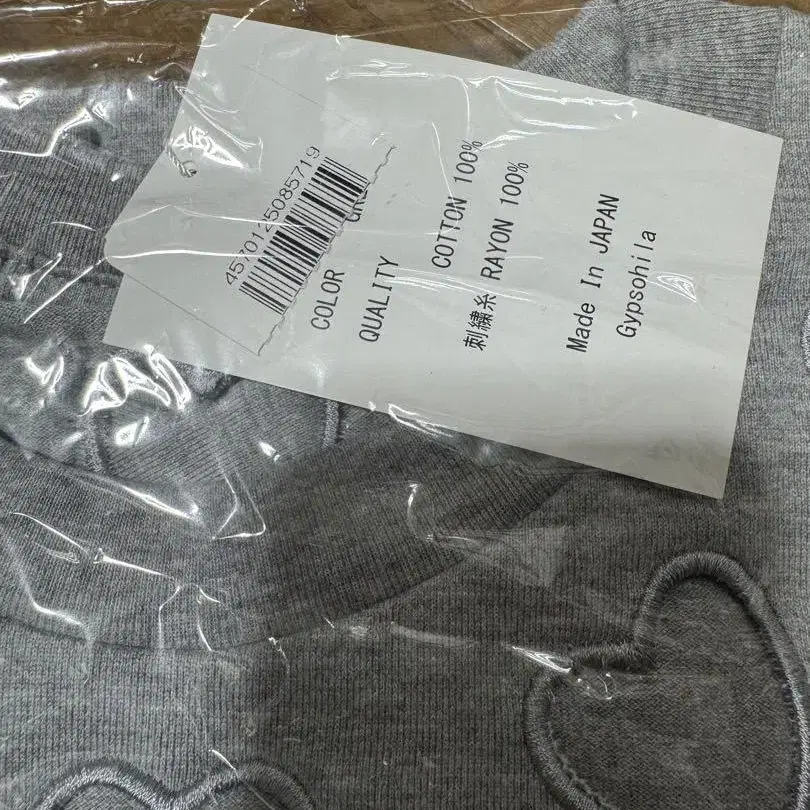 4570125085719
COLOR
QUALITY COTTON 100%
刺繍糸 RAYON 100%
Made In JAPAN
Gypsohila